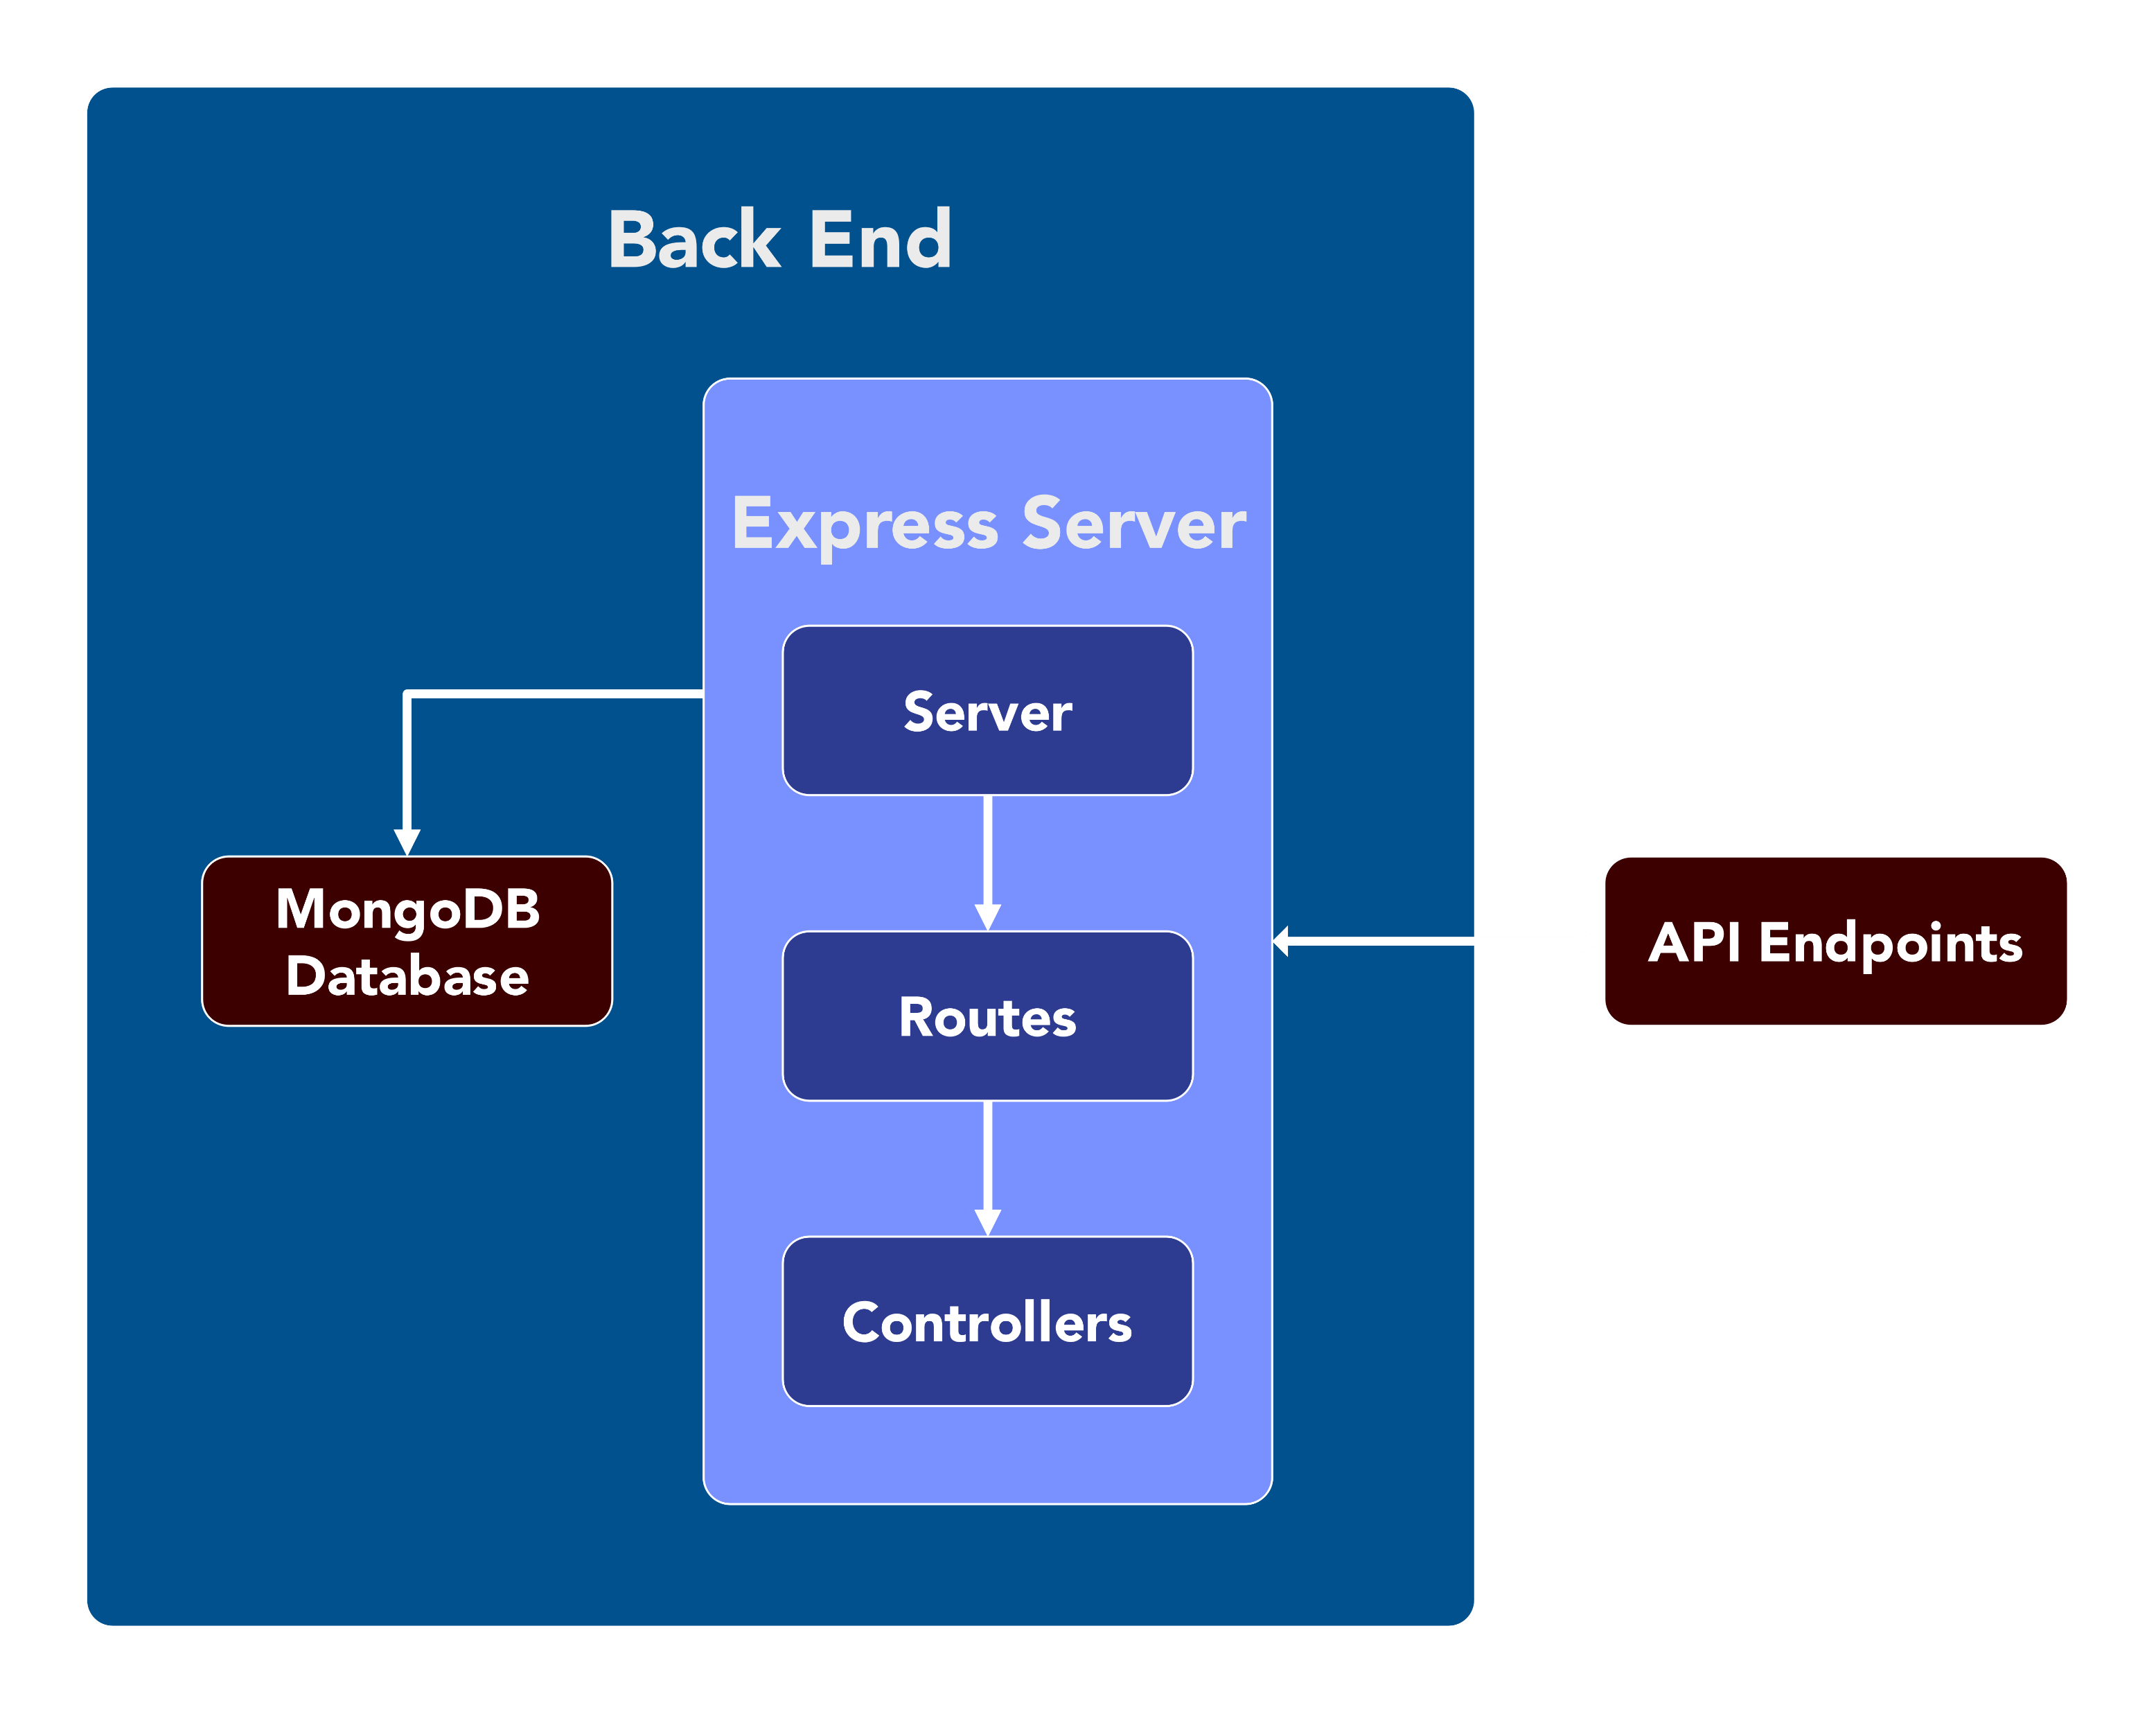 Back End
Express Server
Server
MongoDB
Database
Routes
Controllers
API Endpoints